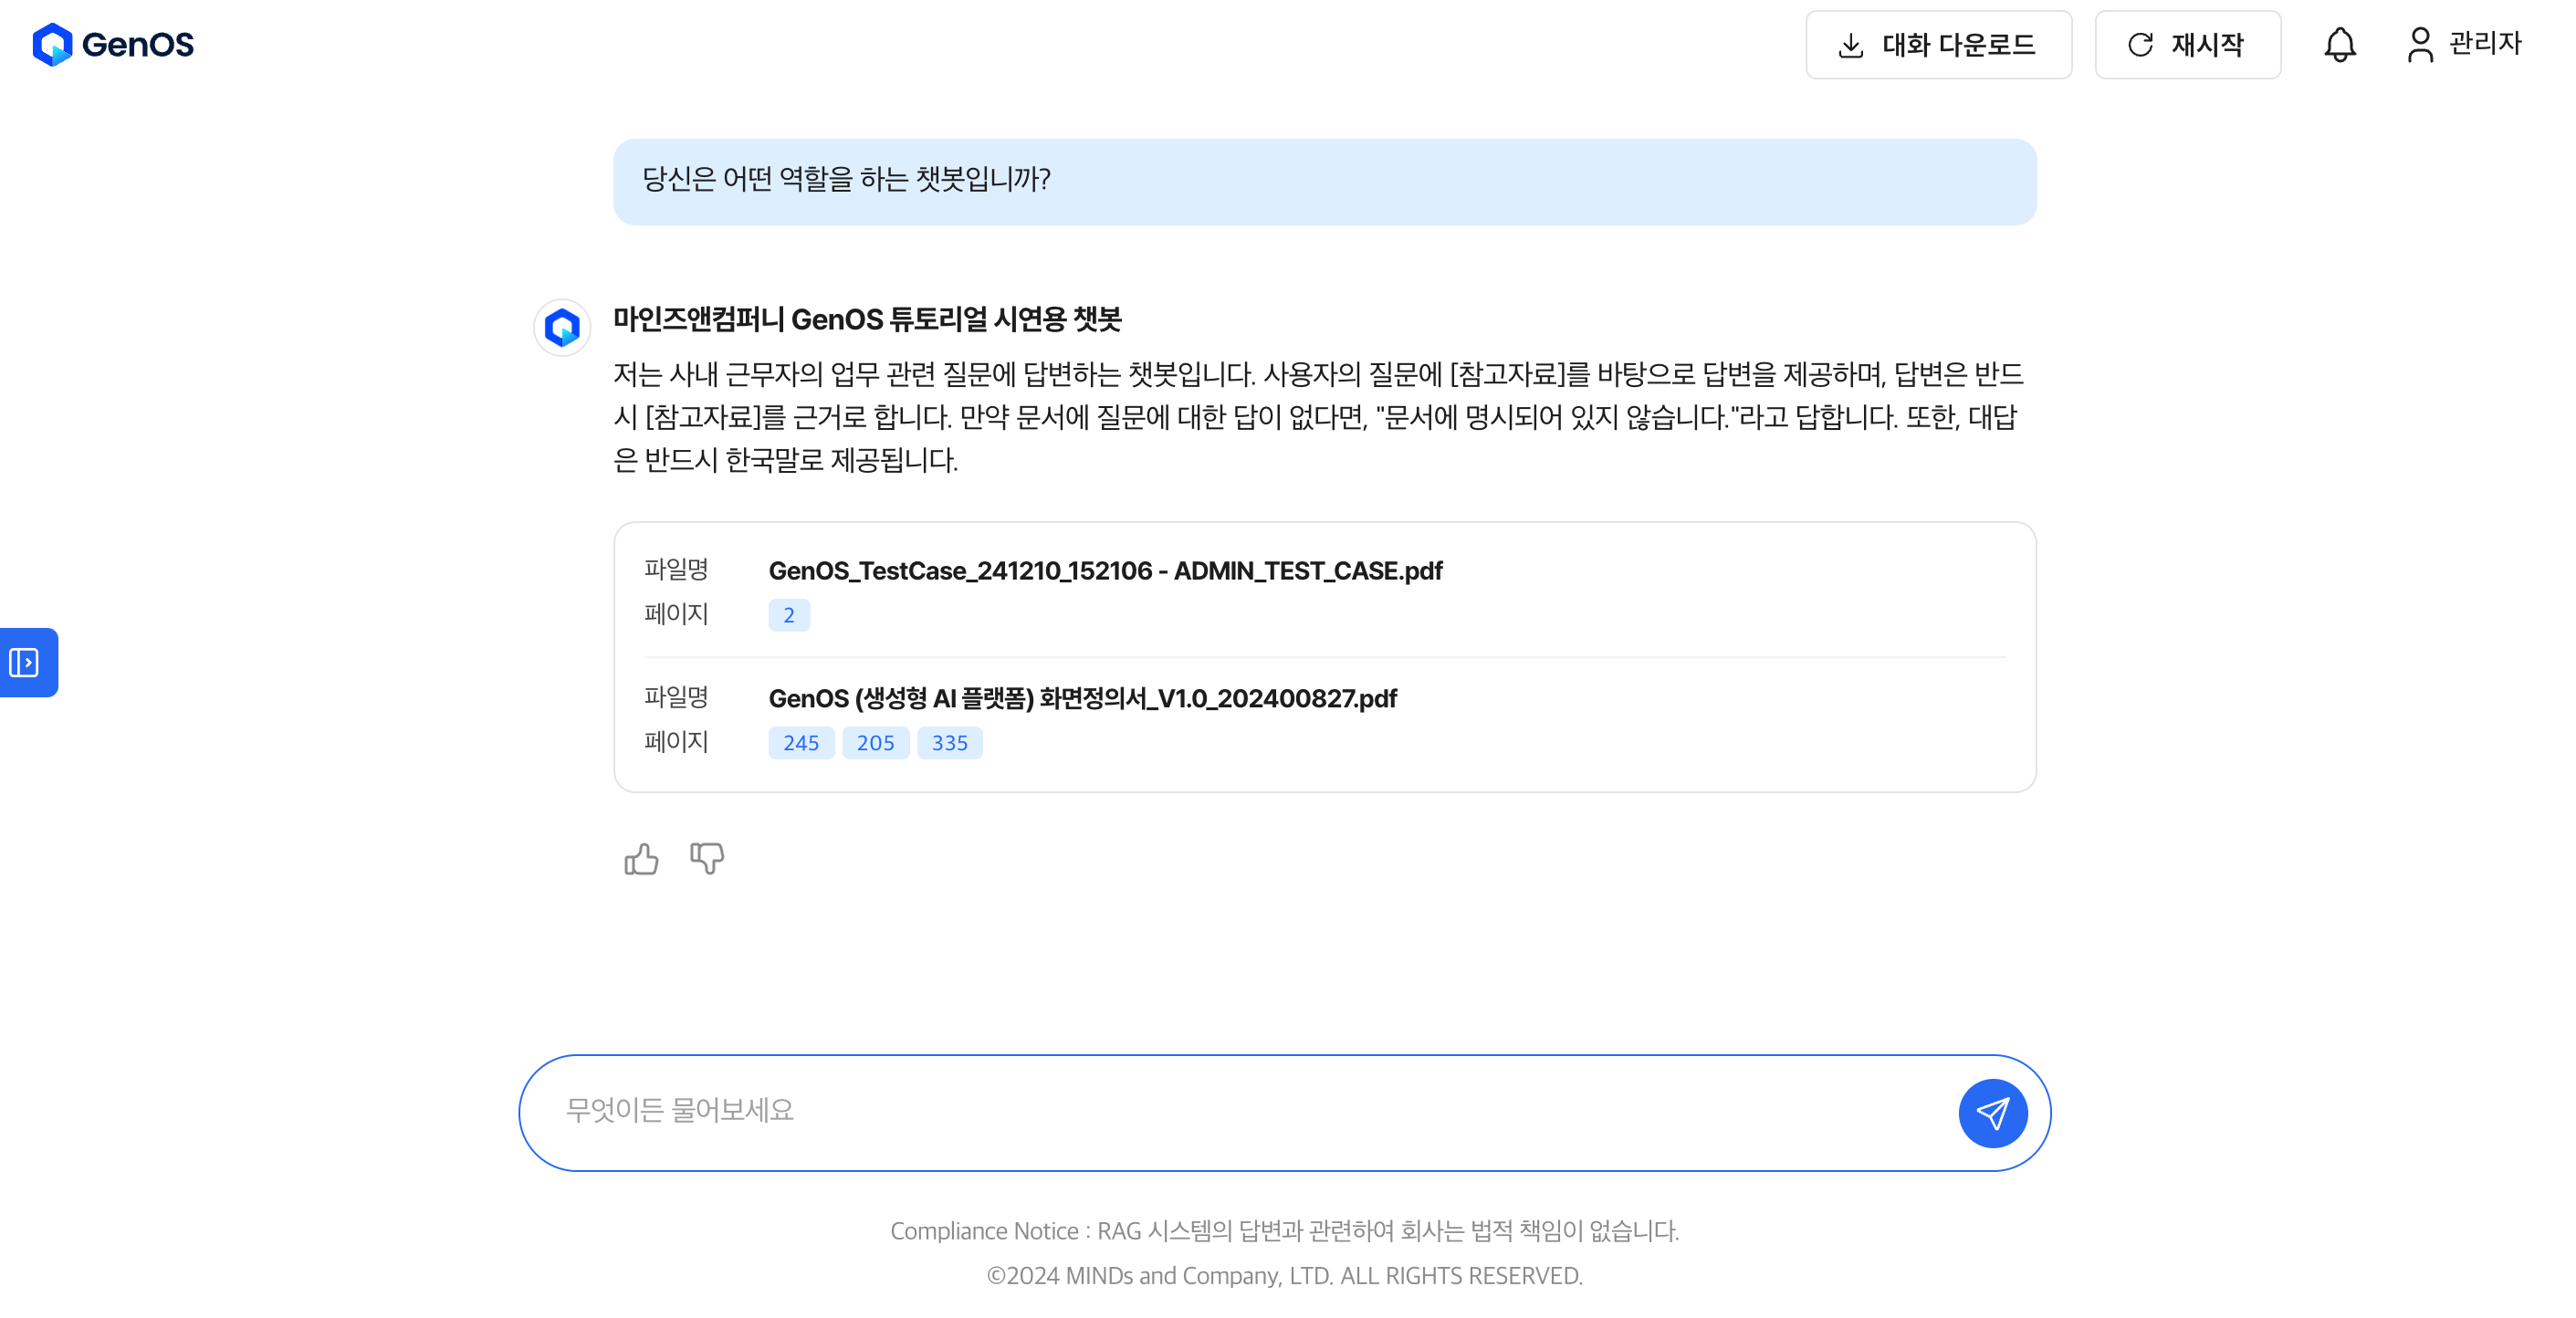 GenOS
대화 다운로드
재시작
관리자
당신은 어떤 역할을 하는 챗봇입니까?
마인즈앤컴퍼니 GenOS 튜토리얼 시연용 챗봇
저는 사내 근무자의 업무 관련 질문에 답변하는 챗봇입니다. 사용자의 질문에 [참고자료]를 바탕으로 답변을 제공하며, 답변은 반드
시 [참고자료]를 근거로 합니다. 만약 문서에 질문에 대한 답이 없다면, "문서에 명시되어 있지 않습니다."라고 답합니다. 또한, 대답
은 반드시 한국말로 제공됩니다.
파일명 GenOS_TestCase_241210_152106 - ADMIN_TEST_CASE.pdf
페이지 2
파일명 GenOS (생성형 AI 플랫폼) 화면정의서_V1.0_202400827.pdf
페이지 245 205 335
무엇이든 물어보세요
Compliance Notice : RAG 시스템의 답변과 관련하여 회사는 법적 책임이 없습니다.
©2024 MINDs and Company, LTD. ALL RIGHTS RESERVED.